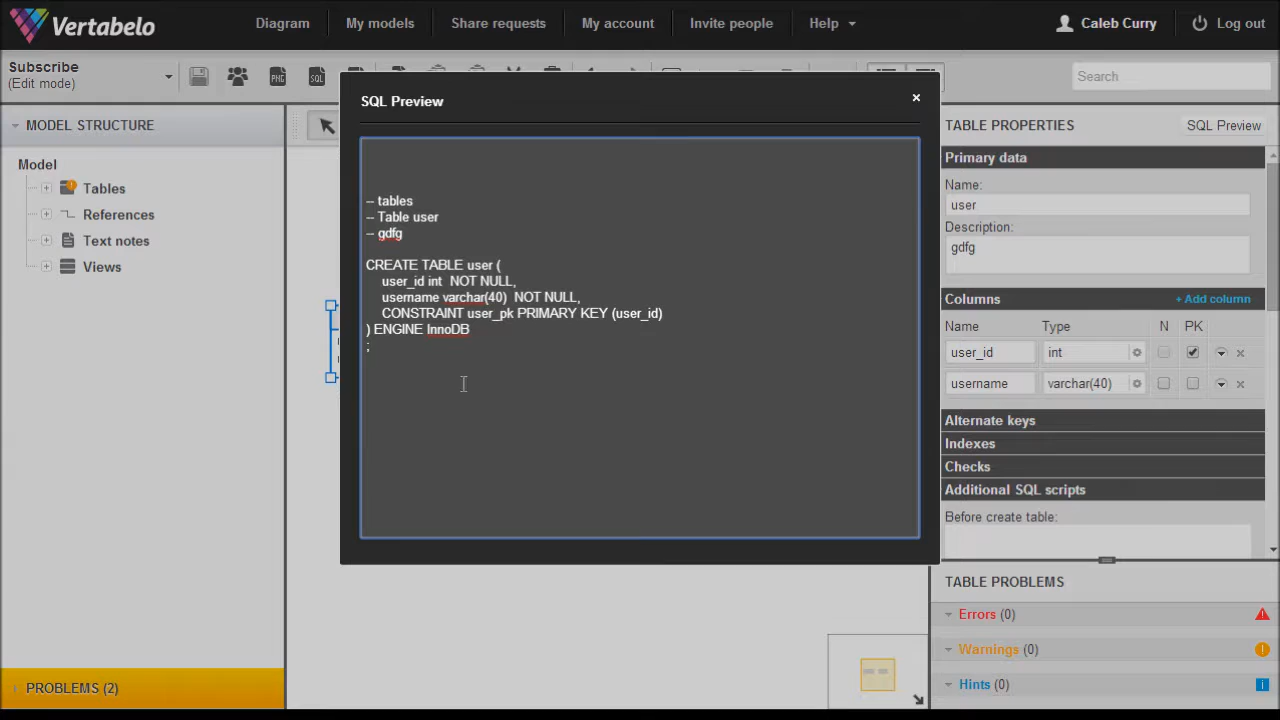 Vertabelo
Diagram
My models
Share requests
My account
Invite people
Help
Caleb Curry
Log out
Subscribe
(Edit mode)
PNG
SQL
Search
MODEL STRUCTURE
Model
Tables
References
Text notes
Views
PROBLEMS (2)
SQL Preview
×
-- tables
-- Table user
-- gdfg
CREATE TABLE user (
user_id int  NOT NULL,
username varchar(40)  NOT NULL,
CONSTRAINT user_pk PRIMARY KEY (user_id)
) ENGINE InnoDB
;
TABLE PROPERTIES
SQL Preview
Primary data
Name:
user
Description:
gdfg
Columns
+ Add column
Name Type N PK
user_id int
username varchar(40)
Alternate keys
Indexes
Checks
Additional SQL scripts
Before create table:
TABLE PROBLEMS
Errors (0)
Warnings (0)
Hints (0)